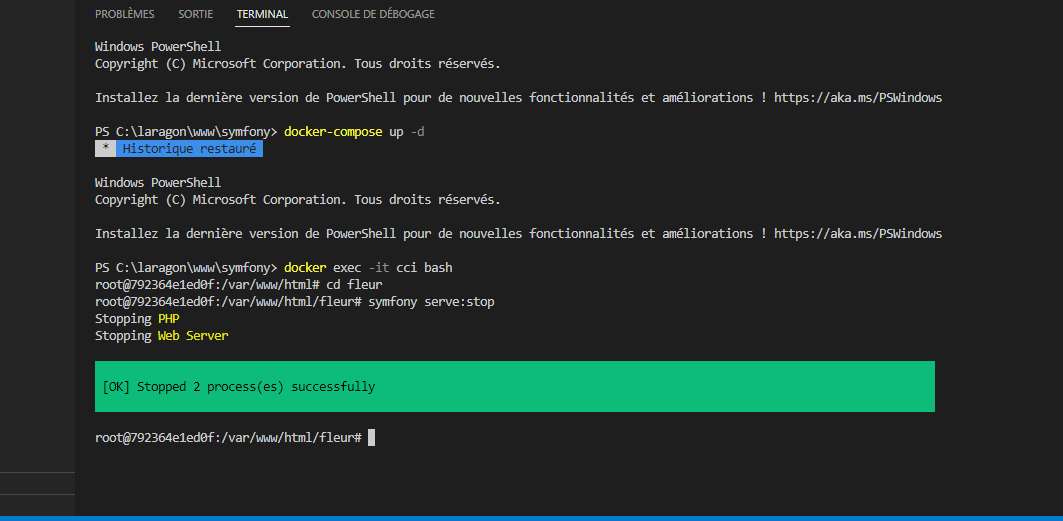 PROBLÈMES SORTIE TERMINAL CONSOLE DE DÉBOGAGE
Windows PowerShell
Copyright (C) Microsoft Corporation. Tous droits réservés.
Installez la dernière version de PowerShell pour de nouvelles fonctionnalités et améliorations ! https://aka.ms/PSWindows
PS C:\laragon\www\symfony> docker-compose up -d
* Historique restauré
Windows PowerShell
Copyright (C) Microsoft Corporation. Tous droits réservés.
Installez la dernière version de PowerShell pour de nouvelles fonctionnalités et améliorations ! https://aka.ms/PSWindows
PS C:\laragon\www\symfony> docker exec -it cci bash
root@792364e1ed0f:/var/www/html# cd fleur
root@792364e1ed0f:/var/www/html/fleur# symfony serve:stop
Stopping PHP
Stopping Web Server
[OK] Stopped 2 process(es) successfully
root@792364e1ed0f:/var/www/html/fleur#